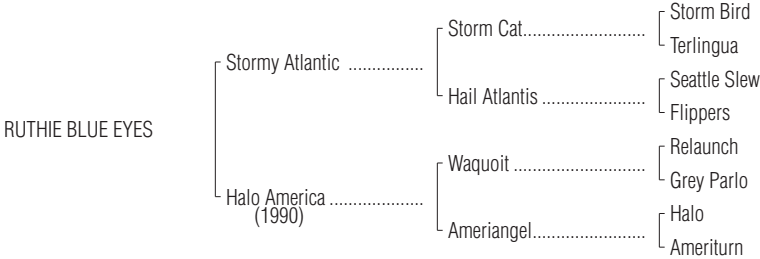 Storm Bird
Storm Cat..........................
Terlingua
Stormy Atlantic ................
Seattle Slew
Hail Atlantis ......................
Flippers
RUTHIE BLUE EYES
Relaunch
Waquoit ............................
Grey Parlo
Halo America ....................
(1990)
Halo
Ameriangel........................
Ameriturn